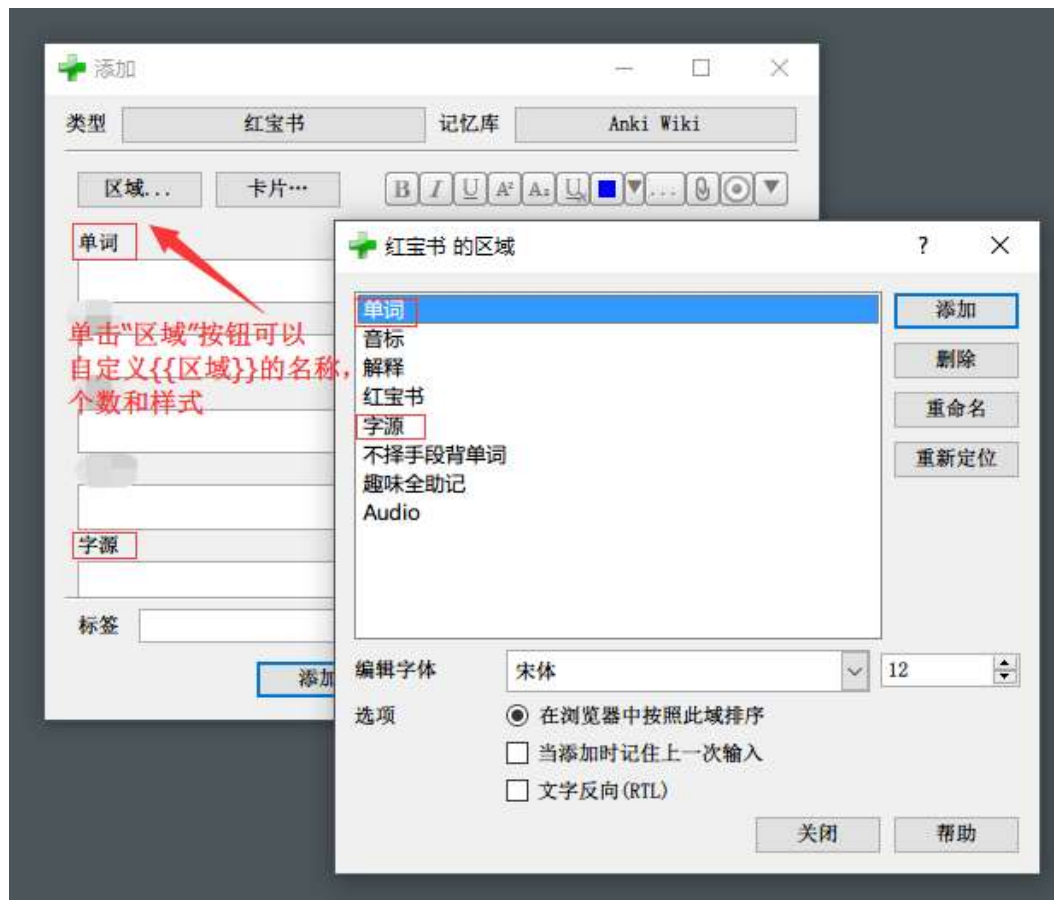 添加
类型 红宝书 记忆库 Anki Wiki
区域... 卡片… B I U A² A₂ U ...
单词
单击“区域”按钮可以
自定义{{区域}}的名称,
个数和样式
字源
标签
添加
红宝书 的区域 ?
单词
音标
解释
红宝书
字源
不择手段背单词
趣味全助记
Audio
添加
删除
重命名
重新定位
编辑字体 宋体 12
选项 在浏览器中按照此域排序
当添加时记住上一次输入
文字反向(RTL)
关闭 帮助